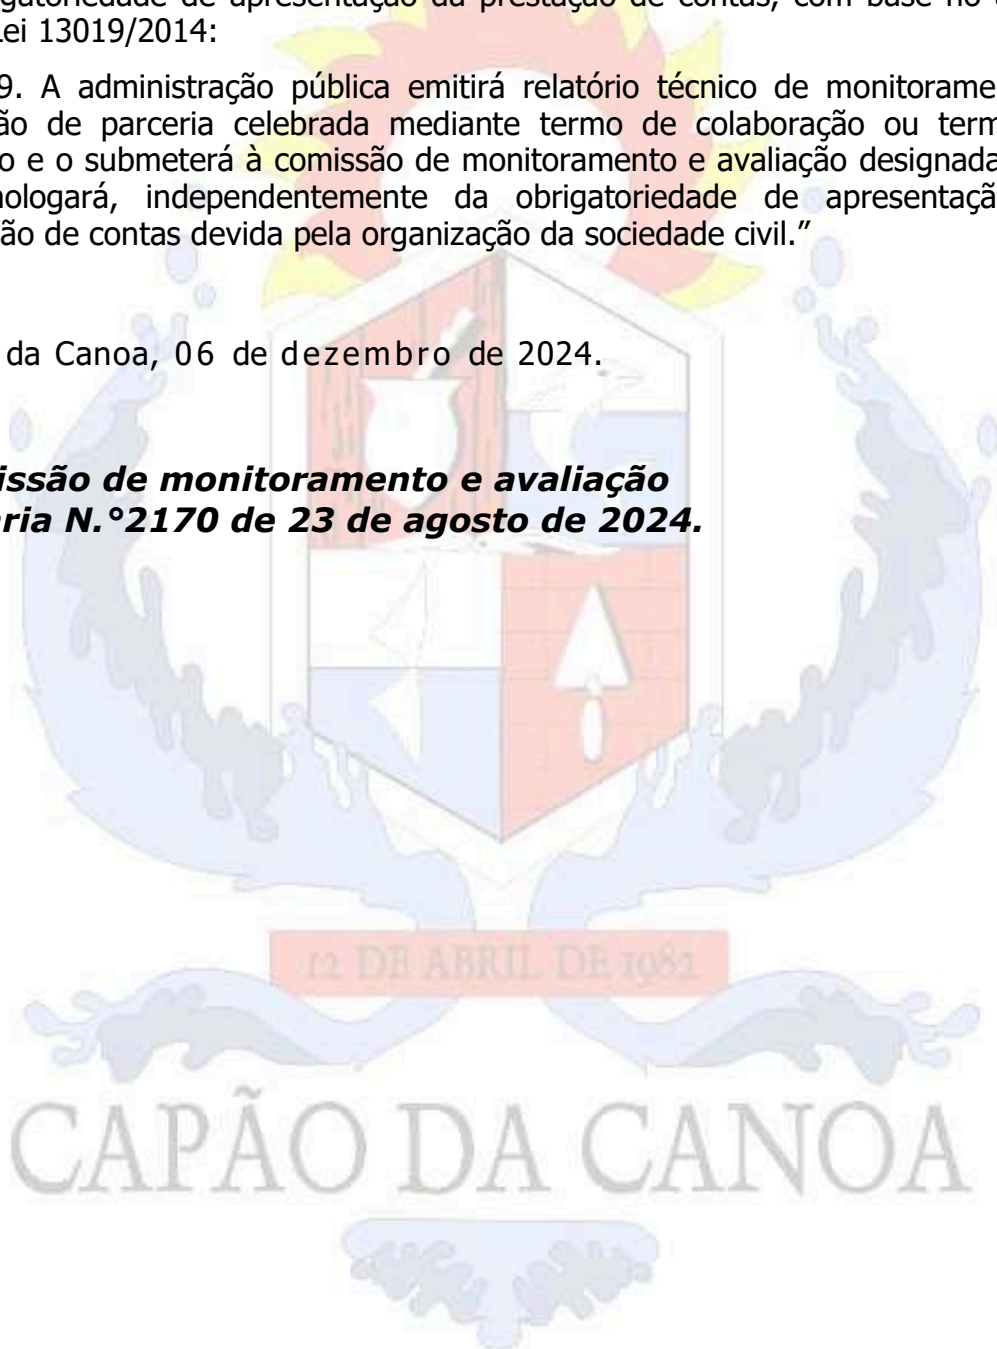 gatoriedade de apresentação da prestação de contas, com base no
Lei 13019/2014:
9. A administração pública emitirá relatório técnico de monitorame
ão de parceria celebrada mediante termo de colaboração ou term
o e o submeterá à comissão de monitoramento e avaliação designada
nologará, independentemente da obrigatoriedade de apresentaçã
ão de contas devida pela organização da sociedade civil.”
da Canoa, 06 de dezembro de 2024.
issão de monitoramento e avaliação
aria N.°2170 de 23 de agosto de 2024.
12 DE ABRIL DE 1982
CAPÃO DA CANOA